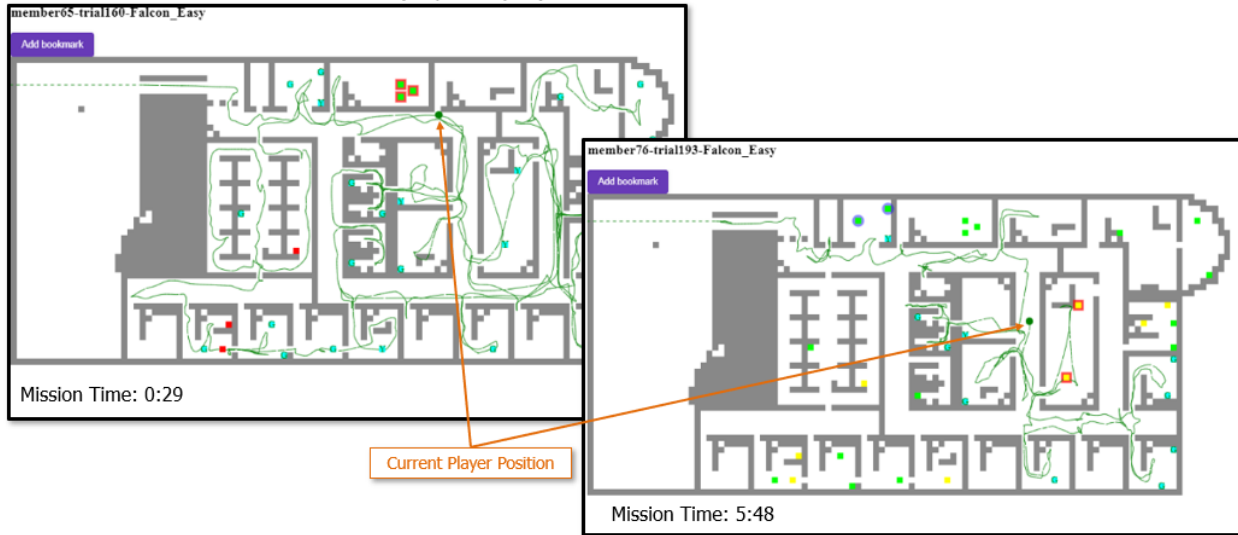 member65-trial160-Falcon_Easy
Add bookmark
Mission Time: 0:29
member76-trial193-Falcon_Easy
Add bookmark
Current Player Position
Mission Time: 5:48